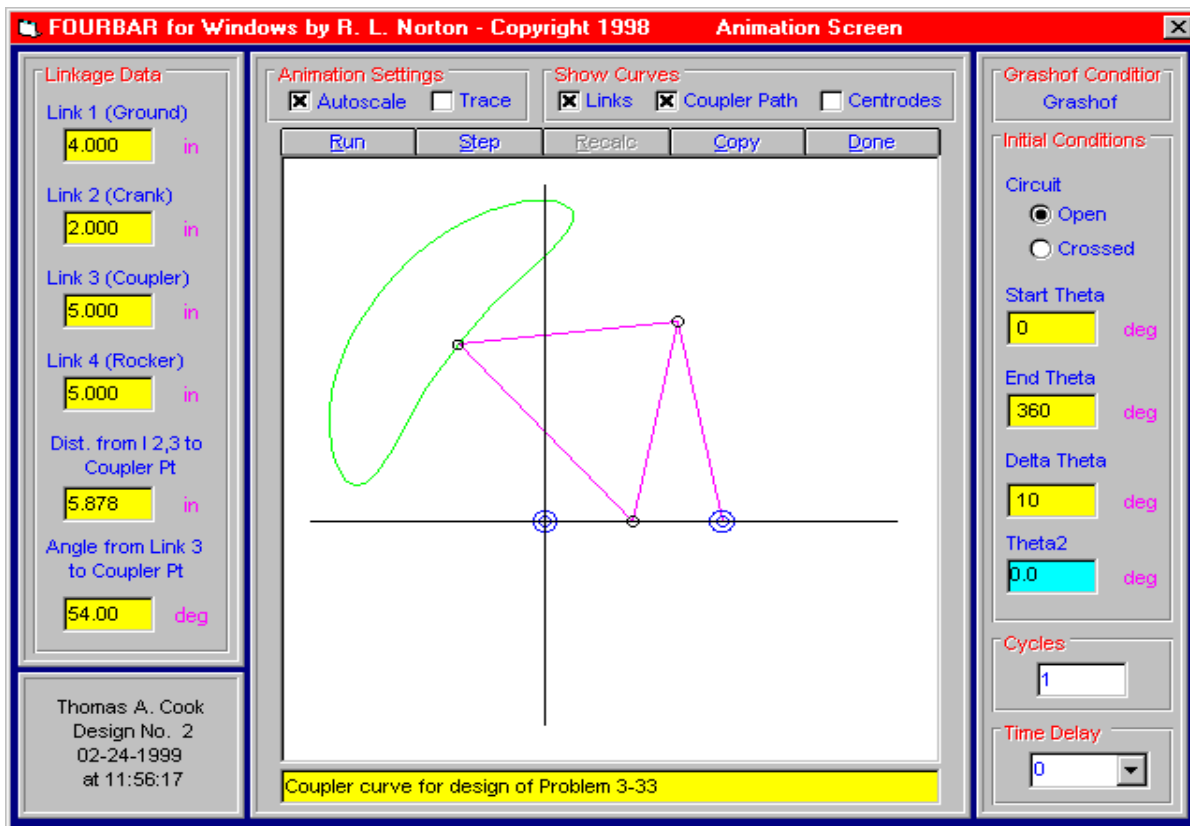 FOURBAR for Windows by R. L. Norton - Copyright 1998 Animation Screen
Linkage Data
Link 1 (Ground)
4.000 in
Link 2 (Crank)
2.000 in
Link 3 (Coupler)
5.000 in
Link 4 (Rocker)
5.000 in
Dist. from I 2,3 to
Coupler Pt
5.878 in
Angle from Link 3
to Coupler Pt
54.00 deg
Thomas A. Cook
Design No. 2
02-24-1999
at 11:56:17
Animation Settings
Autoscale Trace
Show Curves
Links Coupler Path Centrodes
Run Step Recalc Copy Done
Coupler curve for design of Problem 3-33
Grashof Condition
Grashof
Initial Conditions
Circuit
Open
Crossed
Start Theta
0 deg
End Theta
360 deg
Delta Theta
10 deg
Theta2
0.0 deg
Cycles
1
Time Delay
0